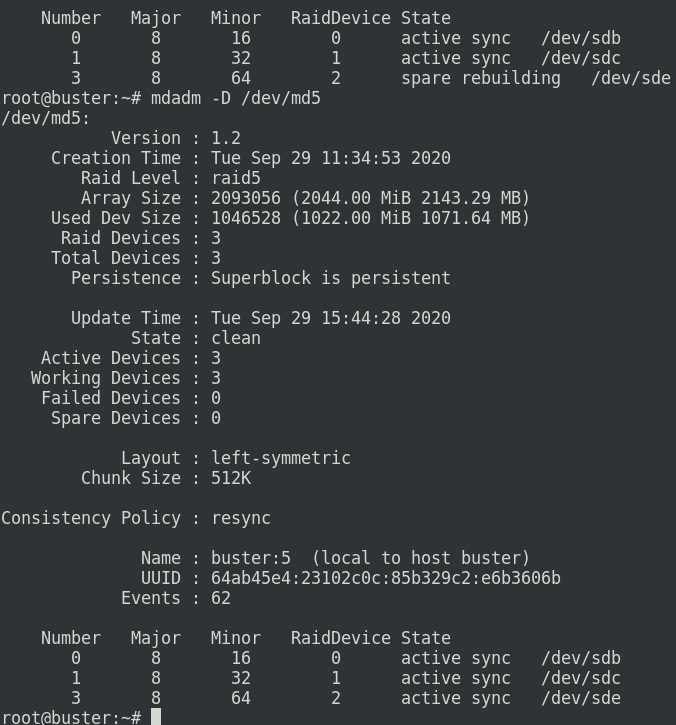 Number   Major   Minor   RaidDevice State
       0       8       16        0      active sync   /dev/sdb
       1       8       32        1      active sync   /dev/sdc
       3       8       64        2      spare rebuilding   /dev/sde
root@buster:~# mdadm -D /dev/md5
/dev/md5:
           Version : 1.2
     Creation Time : Tue Sep 29 11:34:53 2020
        Raid Level : raid5
        Array Size : 2093056 (2044.00 MiB 2143.29 MB)
     Used Dev Size : 1046528 (1022.00 MiB 1071.64 MB)
      Raid Devices : 3
     Total Devices : 3
       Persistence : Superblock is persistent

       Update Time : Tue Sep 29 15:44:28 2020
             State : clean
    Active Devices : 3
   Working Devices : 3
    Failed Devices : 0
     Spare Devices : 0

            Layout : left-symmetric
        Chunk Size : 512K

Consistency Policy : resync

              Name : buster:5  (local to host buster)
              UUID : 64ab45e4:23102c0c:85b329c2:e6b3606b
            Events : 62

    Number   Major   Minor   RaidDevice State
       0       8       16        0      active sync   /dev/sdb
       1       8       32        1      active sync   /dev/sdc
       3       8       64        2      active sync   /dev/sde
root@buster:~#